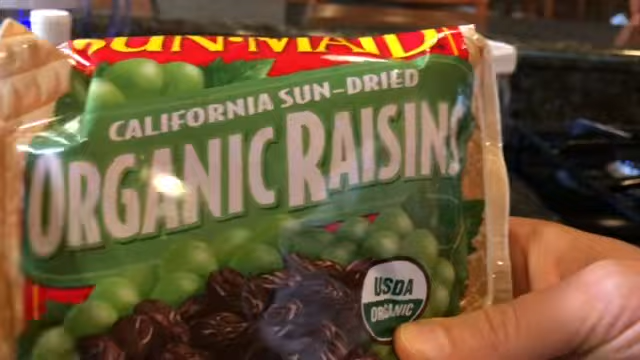 SUN-MAID
CALIFORNIA SUN-DRIED
ORGANIC RAISINS
USDA
ORGANIC